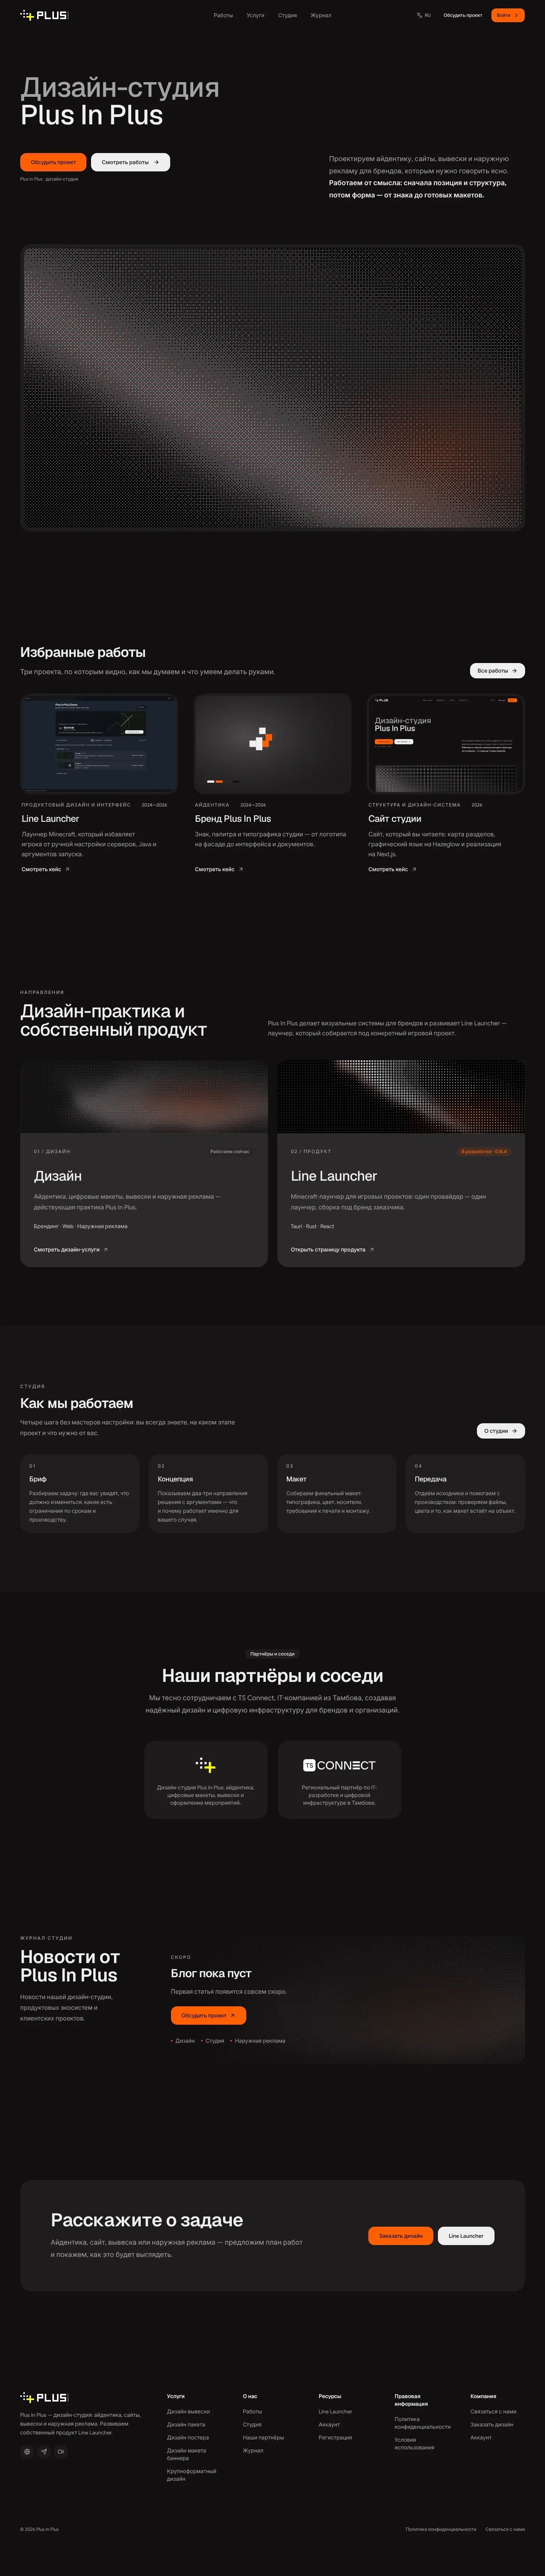 PLUS
Работы
Услуги
Студия
Журнал
RU
Обсудить проект
Войти
Дизайн-студия
Plus In Plus
Обсудить проект
Смотреть работы
Plus In Plus · дизайн-студия
Проектируем айдентику, сайты, вывески и наружную
рекламу для брендов, которым нужно говорить ясно.
Работаем от смысла: сначала позиция и структура,
потом форма — от знака до готовых макетов.
Избранные работы
Три проекта, по которым видно, как мы думаем и что умеем делать руками.
Все работы
Дизайн-студия
Plus In Plus
ПРОДУКТОВЫЙ ДИЗАЙН И ИНТЕРФЕЙС 2024—2026
Line Launcher
Лаунчер Minecraft, который избавляет
игрока от ручной настройки серверов, Java и
аргументов запуска.
Смотреть кейс
АЙДЕНТИКА 2024—2026
Бренд Plus In Plus
Знак, палитра и типографика студии — от логотипа
на фасаде до интерфейса и документов.
Смотреть кейс
СТРУКТУРА И ДИЗАЙН-СИСТЕМА 2026
Сайт студии
Сайт, который вы читаете: карта разделов,
графический язык на Hazeglow и реализация
на Next.js.
Смотреть кейс
НАПРАВЛЕНИЯ
Дизайн-практика и
собственный продукт
Plus In Plus делает визуальные системы для брендов и развивает Line Launcher —
лаунчер, который собирается под конкретный игровой проект.
01 / ДИЗАЙН
Работаем сейчас
Дизайн
Айдентика, цифровые макеты, вывески и наружная реклама —
действующая практика Plus In Plus.
Брендинг · Web · Наружная реклама
Смотреть дизайн-услуги
02 / ПРОДУКТ
В разработке · 0.15.4
Line Launcher
Minecraft-лаунчер для игровых проектов: один провайдер — один
лаунчер, сборка под бренд заказчика.
Tauri · Rust · React
Открыть страницу продукта
СТУДИЯ
Как мы работаем
Четыре шага без мастеров настройки: вы всегда знаете, на каком этапе
проект и что нужно от вас.
О студии
01
Бриф
Разбираем задачу: где вас увидят, что
должно измениться, какие есть
ограничения по срокам и
производству.
02
Концепция
Показываем два-три направления
решения с аргументами — что
и почему работает именно для
вашего случая.
03
Макет
Собираем финальный макет:
типографика, цвет, носители,
требования к печати и монтажу.
04
Передача
Отдаём исходники и помогаем с
производством: проверяем файлы,
цвета и то, как макет встаёт на объект.
Партнёры и соседи
Наши партнёры и соседи
Мы тесно сотрудничаем с TS Connect, IT-компанией из Тамбова, создавая
надёжный дизайн и цифровую инфраструктуру для брендов и организаций.
Дизайн-студия Plus In Plus: айдентика,
цифровые макеты, вывески и
оформление мероприятий.
TS CONNECT
Региональный партнёр по IT-
разработке и цифровой
инфраструктуре в Тамбове.
ЖУРНАЛ СТУДИИ
Новости от
Plus In Plus
Новости нашей дизайн-студии,
продуктовых экосистем и
клиентских проектов.
СКОРО
Блог пока пуст
Первая статья появится совсем скоро.
Обсудить проект
Дизайн
Студия
Наружная реклама
Расскажите о задаче
Айдентика, сайт, вывеска или наружная реклама — предложим план работ
и покажем, как это будет выглядеть.
Заказать дизайн
Line Launcher
PLUS
Plus In Plus — дизайн-студия: айдентика, сайты,
вывески и наружная реклама. Развиваем
собственный продукт Line Launcher.
Услуги
Дизайн вывески
Дизайн пакета
Дизайн постера
Дизайн макета
баннера
Крупноформатный
дизайн
О нас
Работы
Студия
Наши партнёры
Журнал
Ресурсы
Line Launcher
Аккаунт
Регистрация
Правовая
информация
Политика
конфиденциальности
Условия
использования
Компания
Связаться с нами
Заказать дизайн
Аккаунт
© 2026 Plus In Plus
Политика конфиденциальности
Связаться с нами